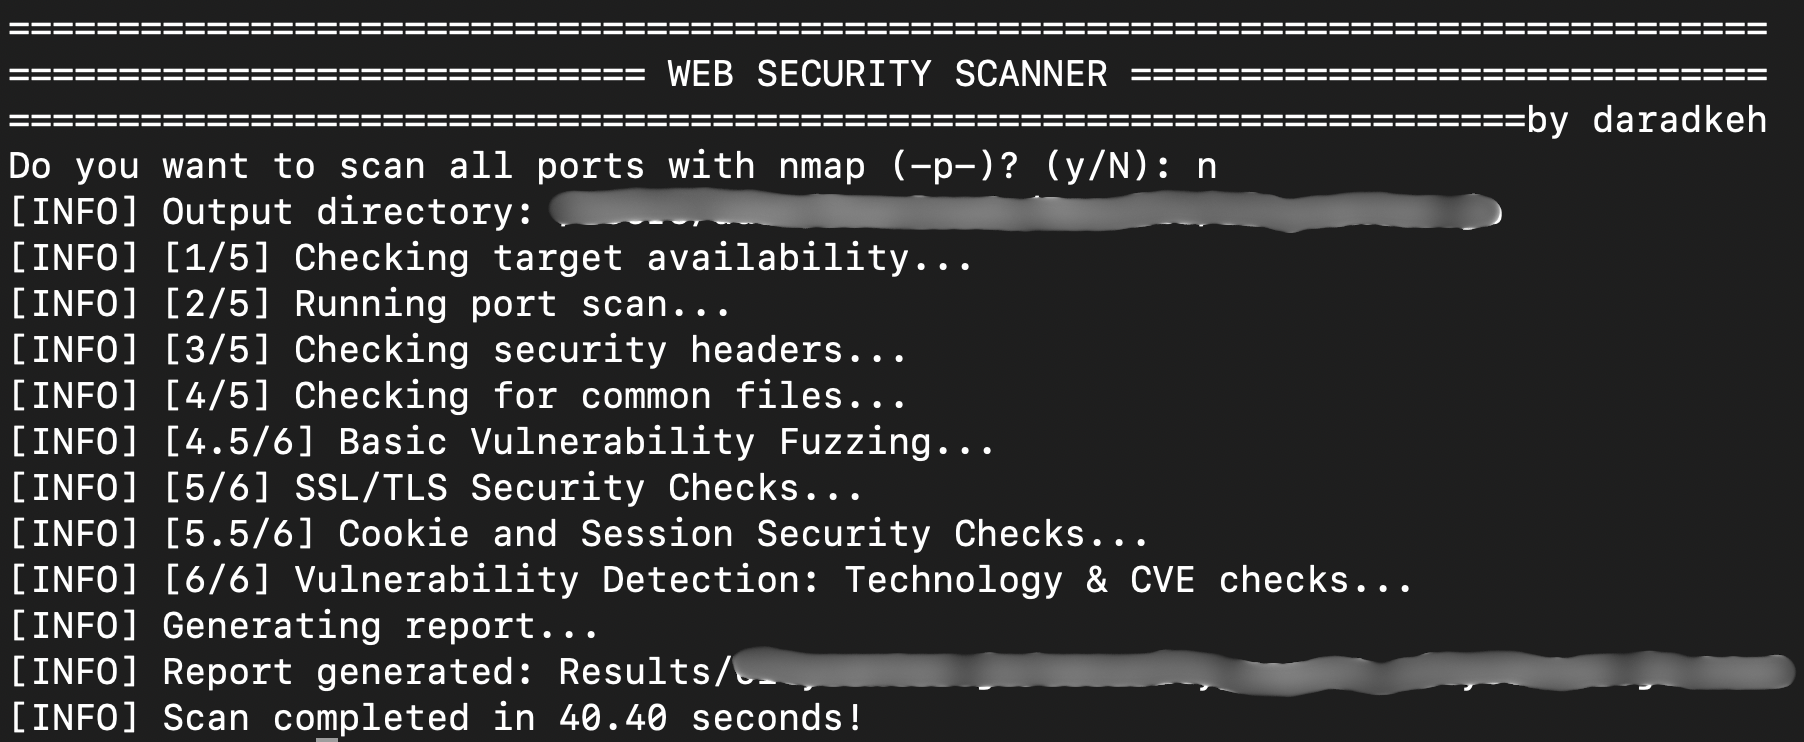 ================================================================================
============================= WEB SECURITY SCANNER =============================
=====================================================================by daradkeh
Do you want to scan all ports with nmap (-p-)? (y/N): n
[INFO] Output directory:
[INFO] [1/5] Checking target availability...
[INFO] [2/5] Running port scan...
[INFO] [3/5] Checking security headers...
[INFO] [4/5] Checking for common files...
[INFO] [4.5/6] Basic Vulnerability Fuzzing...
[INFO] [5/6] SSL/TLS Security Checks...
[INFO] [5.5/6] Cookie and Session Security Checks...
[INFO] [6/6] Vulnerability Detection: Technology & CVE checks...
[INFO] Generating report...
[INFO] Report generated: Results/
[INFO] Scan completed in 40.40 seconds!